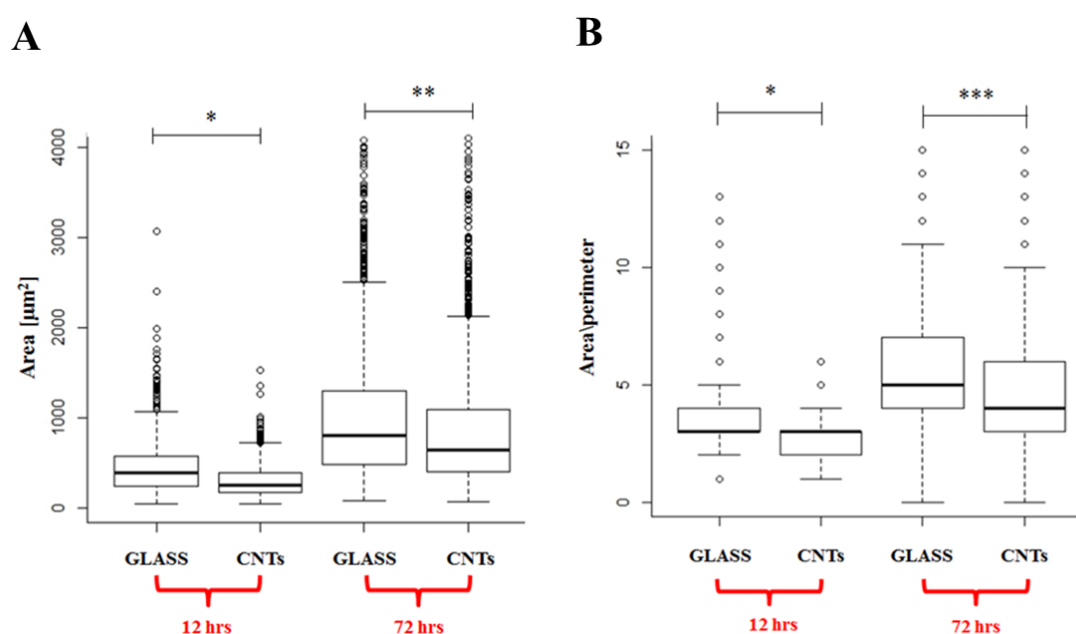 A
B
*
**
*
***
Area [µm²]
4000
3000
2000
1000
0
Area\perimeter
15
10
5
0
GLASS CNTs GLASS CNTs
12 hrs 72 hrs
GLASS CNTs GLASS CNTs
12 hrs 72 hrs